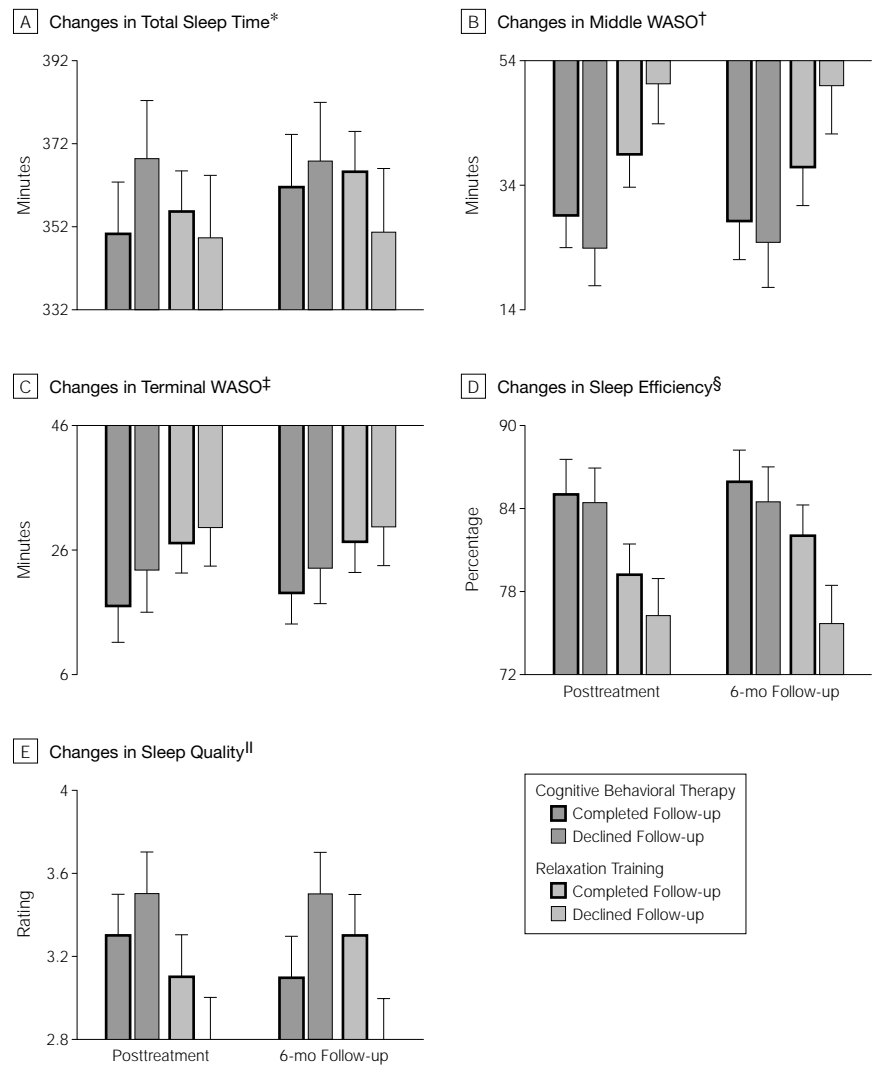 A Changes in Total Sleep Time*
392
372
352
332
Minutes
B Changes in Middle WASO†
54
34
14
Minutes
C Changes in Terminal WASO‡
46
26
6
Minutes
D Changes in Sleep Efficiency§
90
84
78
72
Percentage
Posttreatment 6-mo Follow-up
E Changes in Sleep Quality||
4
3.6
3.2
2.8
Rating
Posttreatment 6-mo Follow-up
Cognitive Behavioral Therapy
Completed Follow-up
Declined Follow-up
Relaxation Training
Completed Follow-up
Declined Follow-up